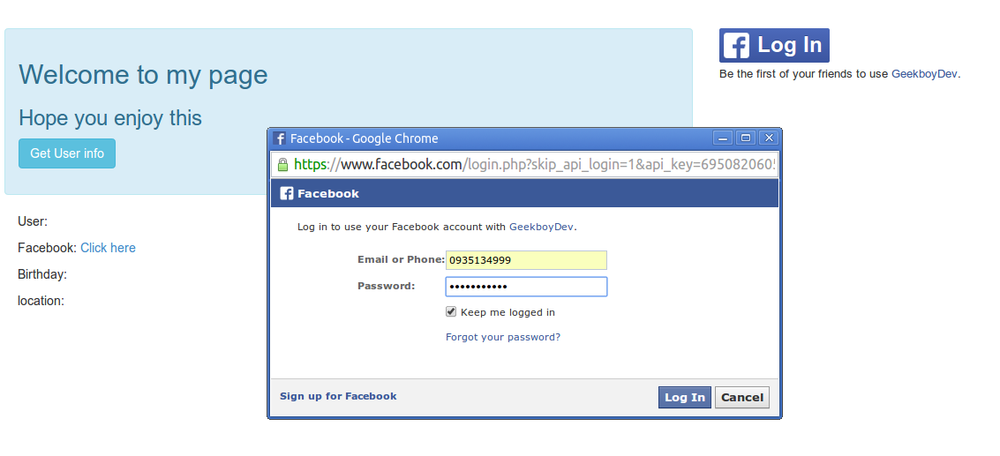 Welcome to my page
Hope you enjoy this
Get User info
User:
Facebook: Click here
Birthday:
location:
Log In
Be the first of your friends to use GeekboyDev.
Facebook - Google Chrome
https://www.facebook.com/login.php?skip_api_login=1&api_key=69508206
Facebook
Log in to use your Facebook account with GeekboyDev.
Email or Phone: 0935134999
Password: •••••••••••
Keep me logged in
Forgot your password?
Sign up for Facebook
Log In
Cancel